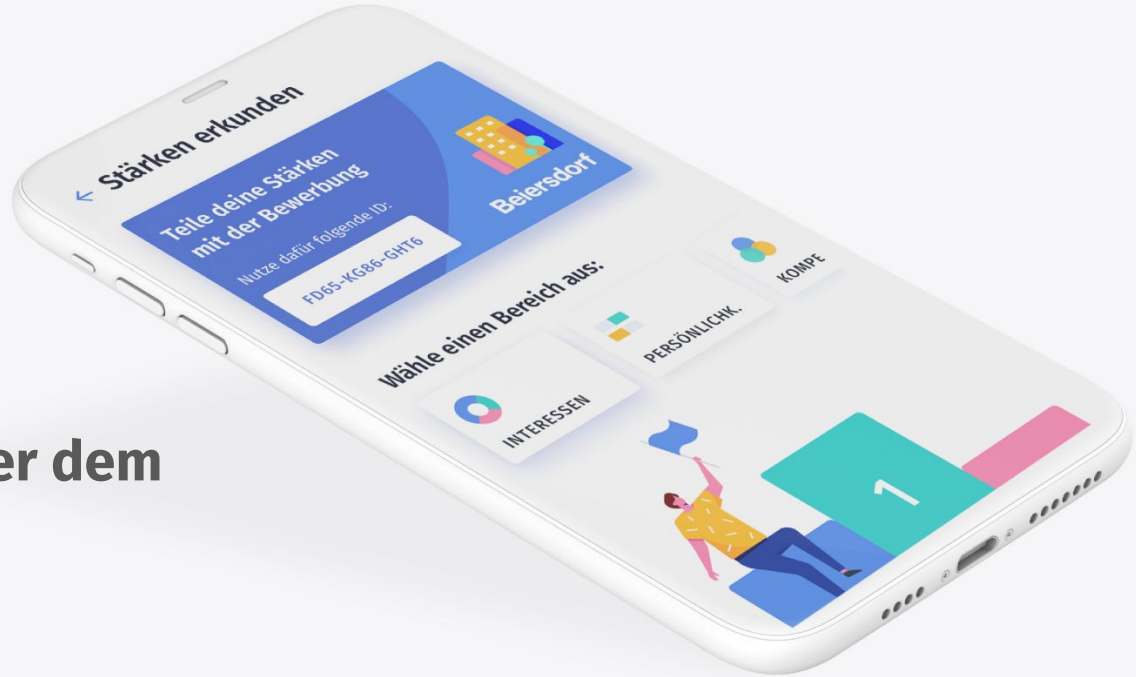 ← Stärken erkunden
Teile deine Stärken
mit der Bewerbung
Nutze dafür folgende ID:
FD65-KG86-GHT6
Beiersdorf
Wähle einen Bereich aus:
INTERESSEN
PERSÖNLICHK.
KOMPE
1
er dem